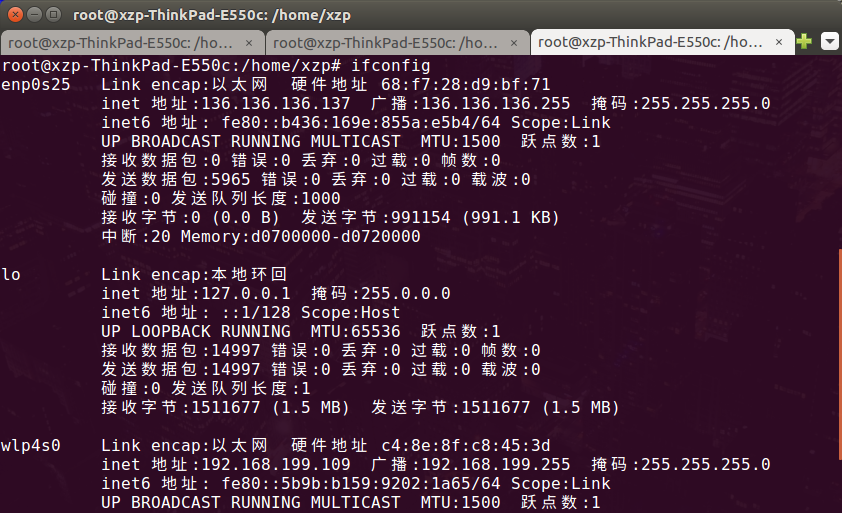 root@xzp-ThinkPad-E550c: /home/xzp
root@xzp-ThinkPad-E550c: /ho... × root@xzp-ThinkPad-E550c: /ho... × root@xzp-ThinkPad-E550c: /ho... ×
root@xzp-ThinkPad-E550c:/home/xzp# ifconfig
enp0s25 Link encap:以太网 硬件地址 68:f7:28:d9:bf:71
inet 地址:136.136.136.137 广播:136.136.136.255 掩码:255.255.255.0
inet6 地址: fe80::b436:169e:855a:e5b4/64 Scope:Link
UP BROADCAST RUNNING MULTICAST MTU:1500 跃点数:1
接收数据包:0 错误:0 丢弃:0 过载:0 帧数:0
发送数据包:5965 错误:0 丢弃:0 过载:0 载波:0
碰撞:0 发送队列长度:1000
接收字节:0 (0.0 B) 发送字节:991154 (991.1 KB)
中断:20 Memory:d0700000-d0720000
lo Link encap:本地环回
inet 地址:127.0.0.1 掩码:255.0.0.0
inet6 地址: ::1/128 Scope:Host
UP LOOPBACK RUNNING MTU:65536 跃点数:1
接收数据包:14997 错误:0 丢弃:0 过载:0 帧数:0
发送数据包:14997 错误:0 丢弃:0 过载:0 载波:0
碰撞:0 发送队列长度:1
接收字节:1511677 (1.5 MB) 发送字节:1511677 (1.5 MB)
wlp4s0 Link encap:以太网 硬件地址 c4:8e:8f:c8:45:3d
inet 地址:192.168.199.109 广播:192.168.199.255 掩码:255.255.255.0
inet6 地址: fe80::5b9b:b159:9202:1a65/64 Scope:Link
UP BROADCAST RUNNING MULTICAST MTU:1500 跃点数:1